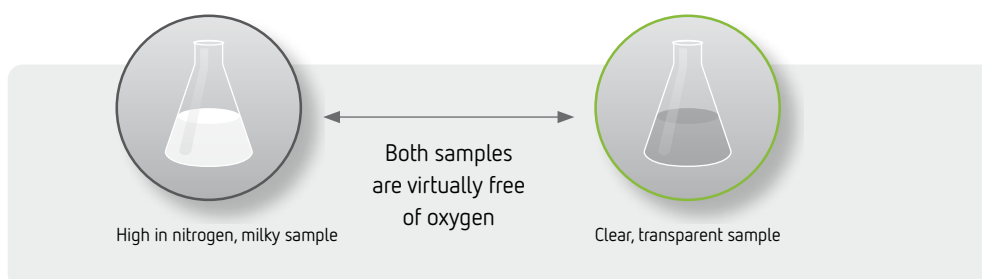 Both samples
are virtually free
of oxygen
High in nitrogen, milky sample
Clear, transparent sample